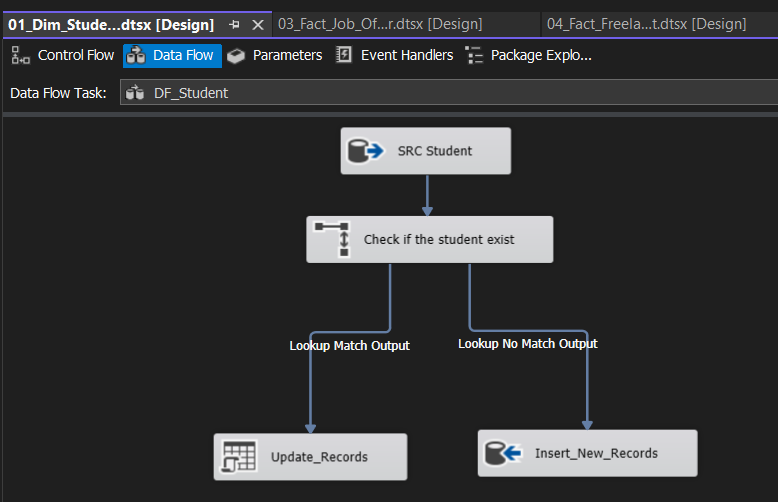 01_Dim_Stude...dtsx [Design]
03_Fact_Job_Of...r.dtsx [Design]
04_Fact_Freela...t.dtsx [Design]
Control Flow
Data Flow
Parameters
Event Handlers
Package Explo...
Data Flow Task:
DF_Student
SRC Student
Check if the student exist
Lookup Match Output
Lookup No Match Output
Update_Records
Insert_New_Records